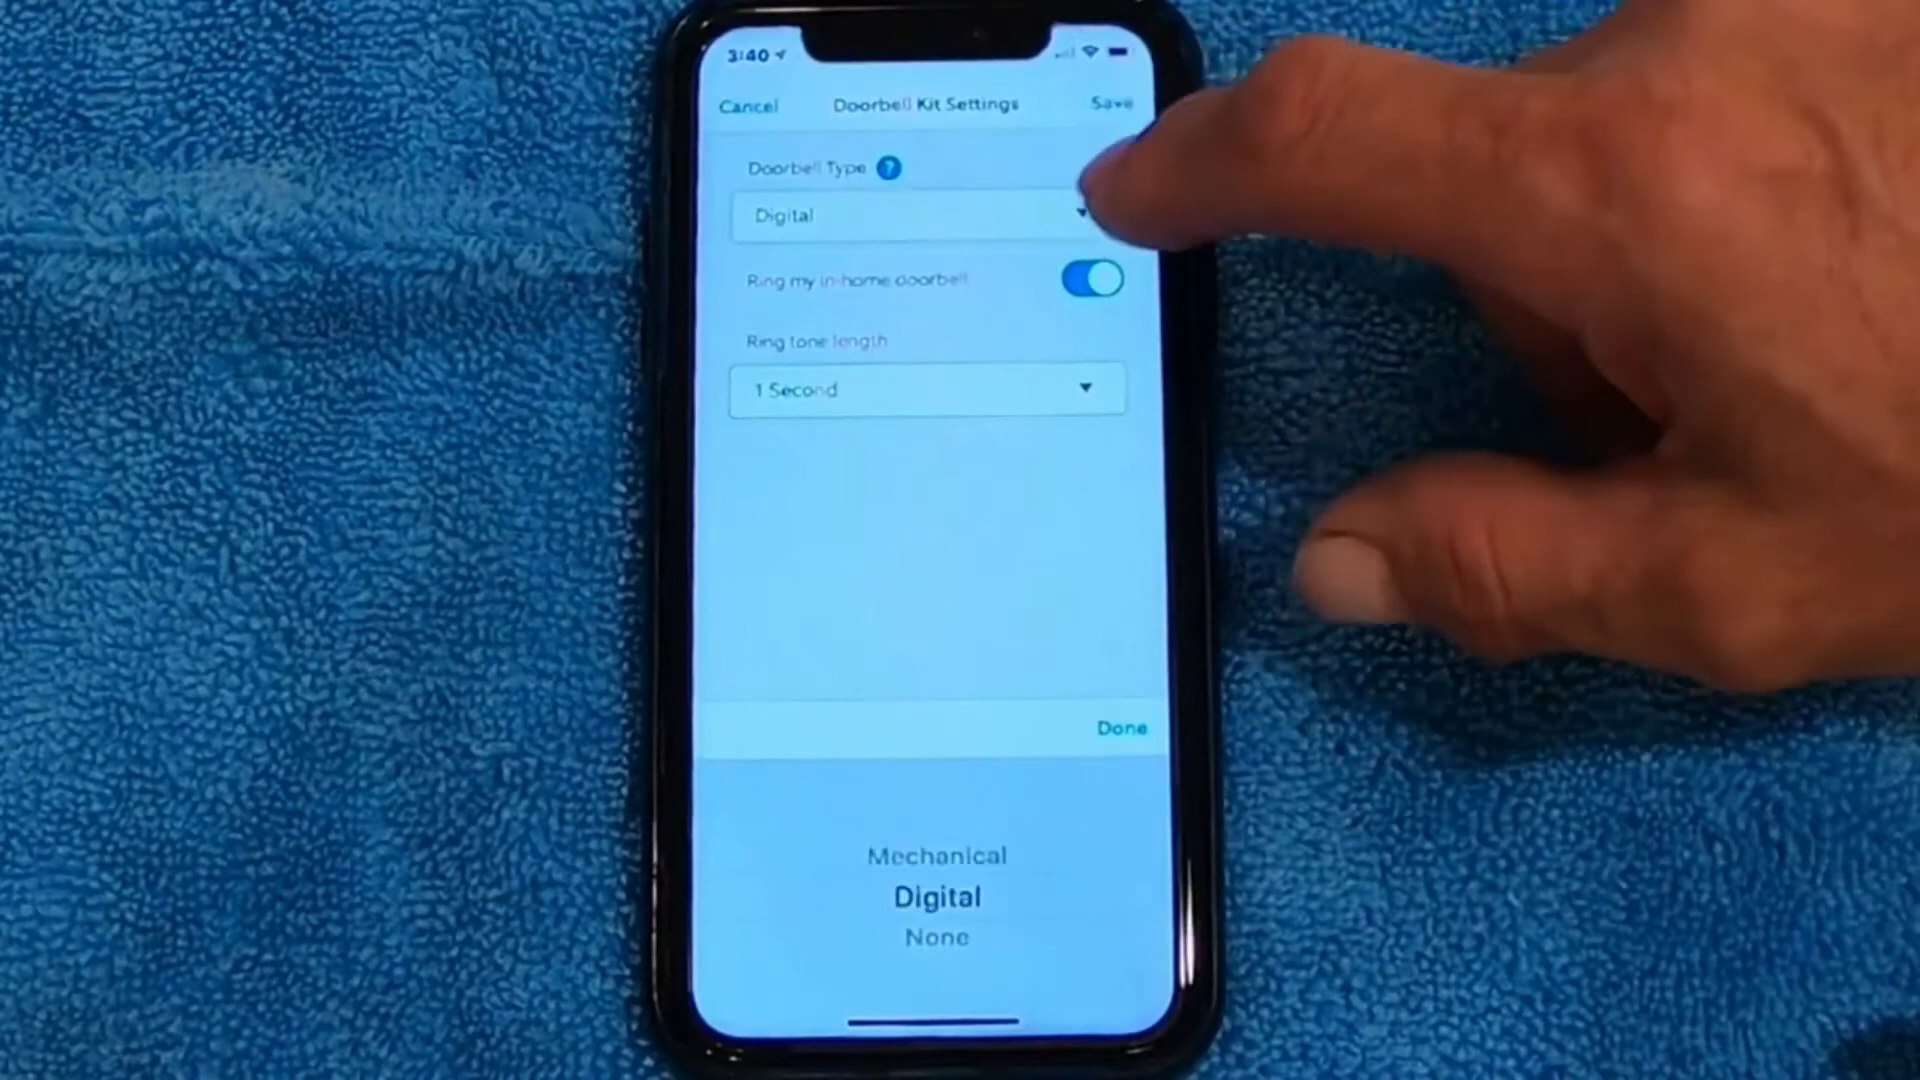 3:40
Cancel Doorbell Kit Settings Save
Doorbell Type ?
Digital
Ring my in-home doorbell
Ring tone length
1 Second
Done
Mechanical
Digital
None